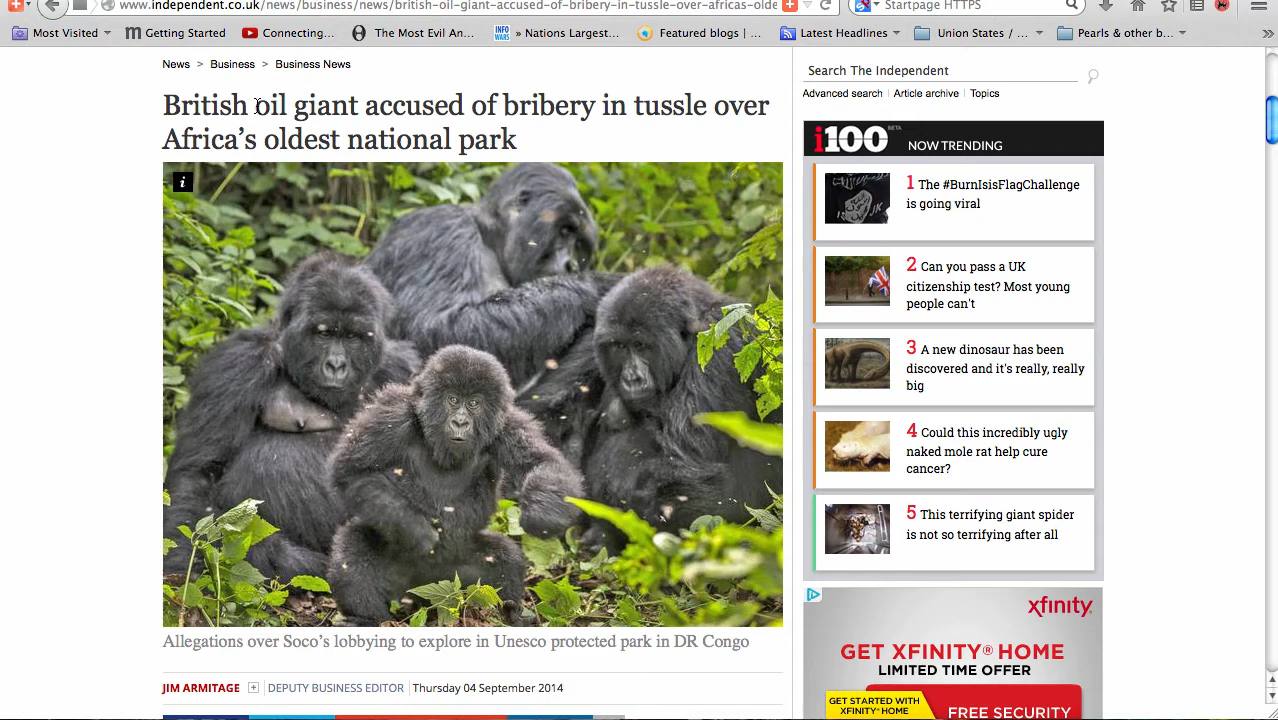 www.independent.co.uk/news/business/news/british-oil-giant-accused-of-bribery-in-tussle-over-africas-olde
Startpage HTTPS
Most Visited
Getting Started
Connecting...
The Most Evil An...
INFO WARS » Nations Largest...
Featured blogs | ...
Latest Headlines
Union States / ...
Pearls & other b...
»
News > Business > Business News
British oil giant accused of bribery in tussle over
Africa's oldest national park
i
Allegations over Soco's lobbying to explore in Unesco protected park in DR Congo
JIM ARMITAGE + DEPUTY BUSINESS EDITOR Thursday 04 September 2014
Search The Independent
Advanced search Article archive Topics
i100 BETA NOW TRENDING
1 The #BurnIsisFlagChallenge
is going viral
2 Can you pass a UK
citizenship test? Most young
people can't
3 A new dinosaur has been
discovered and it's really, really
big
4 Could this incredibly ugly
naked mole rat help cure
cancer?
5 This terrifying giant spider
is not so terrifying after all
xfinity
GET XFINITY® HOME
LIMITED TIME OFFER
GET STARTED WITH
XFINITY® HOME
FREE SECURITY